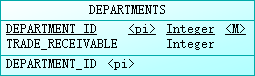 DEPARTMENTS
DEPARTMENT_ID <pi> Integer <M>
TRADE_RECEIVABLE Integer
DEPARTMENT_ID <pi>